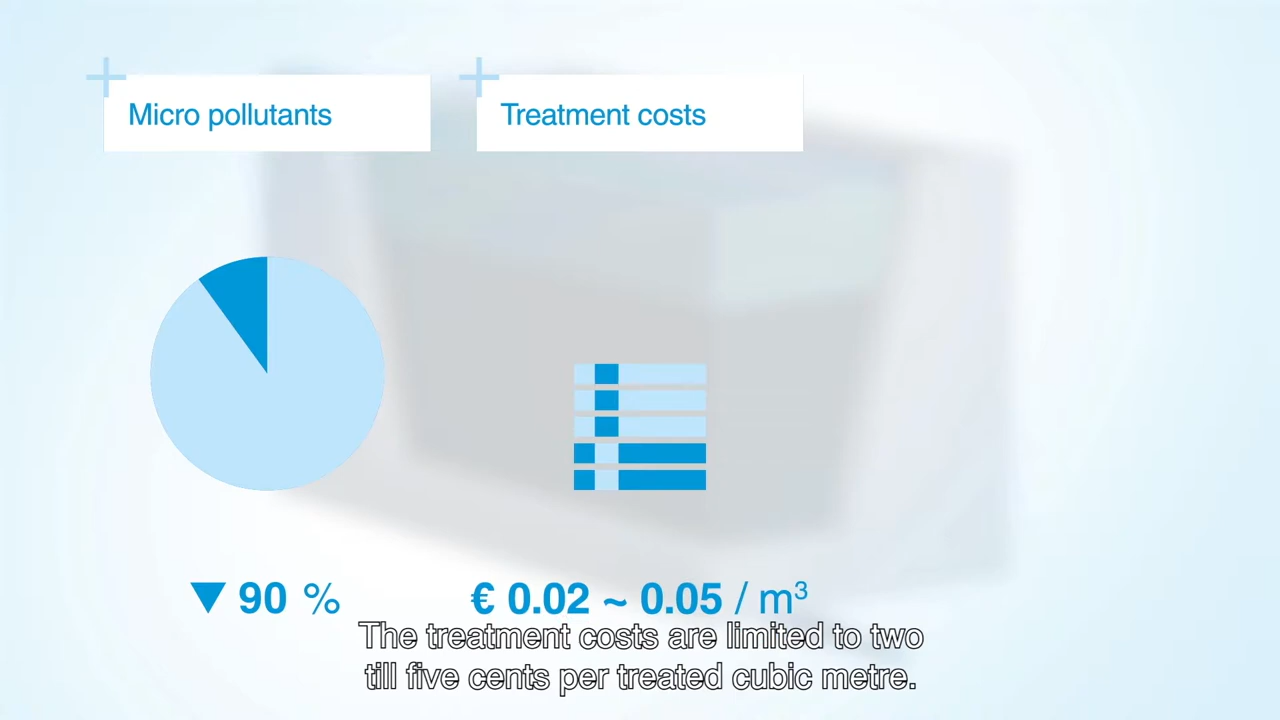 Micro pollutants
Treatment costs
▼ 90 %
€ 0.02 ~ 0.05 / m³
The treatment costs are limited to two
till five cents per treated cubic metre.